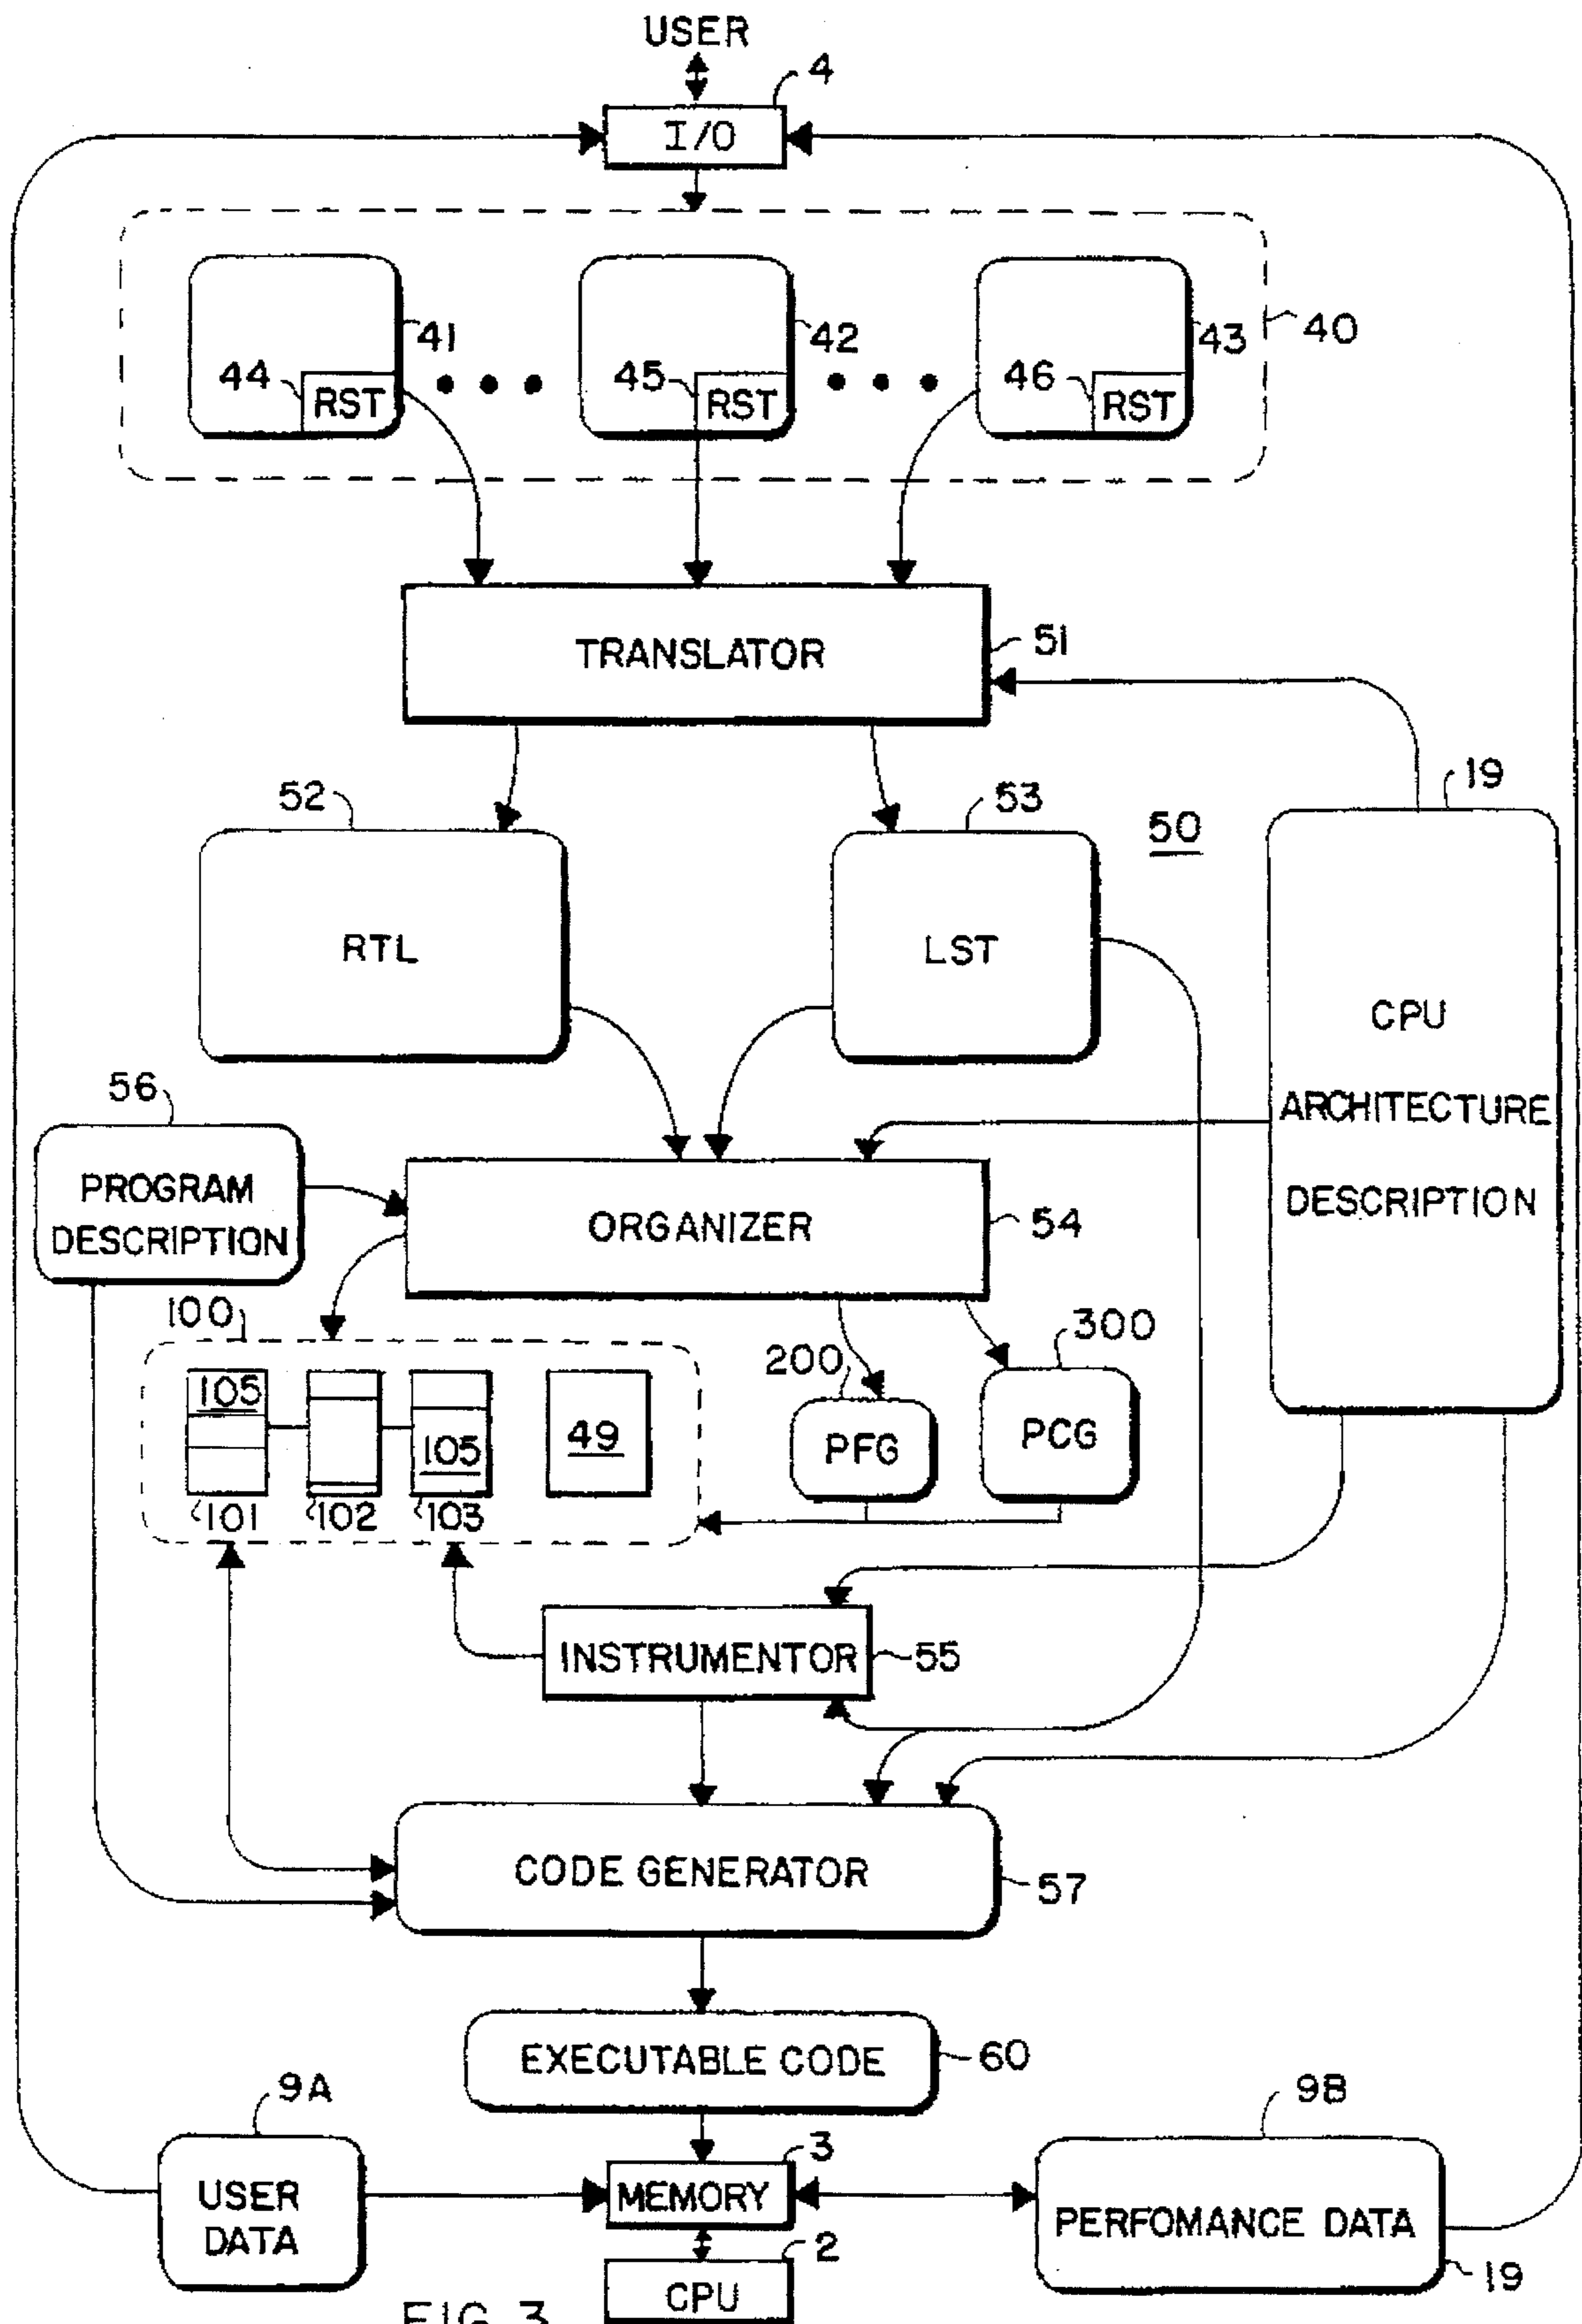 USER
4
I/O
41
42
43
40
44
RST
45
RST
46
RST
TRANSLATOR
51
52
53
50
19
RTL
LST
CPU
ARCHITECTURE
DESCRIPTION
56
PROGRAM
DESCRIPTION
ORGANIZER
54
100
200
300
105
105
49
PFG
PCG
101
102
103
INSTRUMENTOR
55
CODE GENERATOR
57
EXECUTABLE CODE
60
9A
USER
DATA
3
MEMORY
9B
PERFOMANCE DATA
19
2
CPU
FIG 3